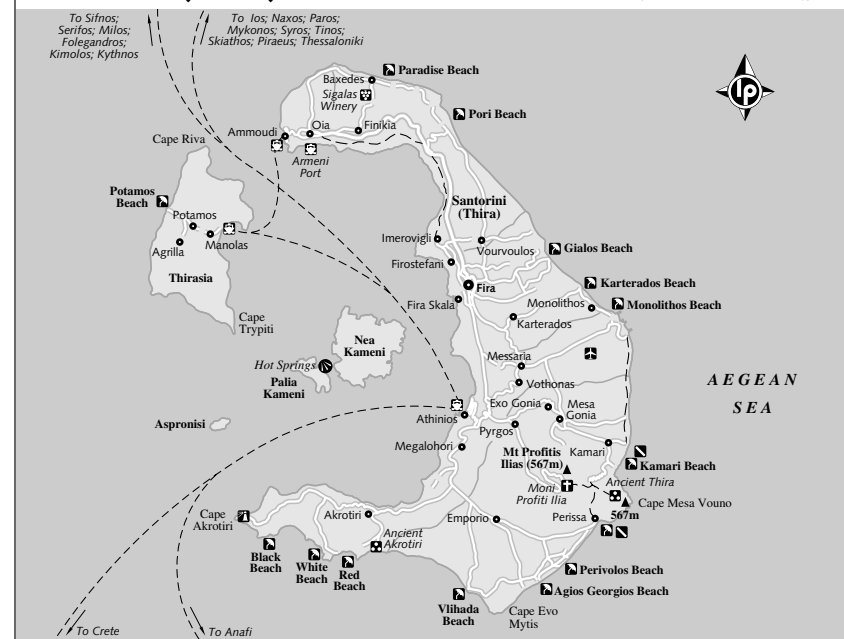 To Sifnos;
Serifos; Milos;
Folegandros;
Kimolos; Kythnos
To Ios; Naxos; Paros;
Mykonos; Syros; Tinos;
Skiathos; Piraeus; Thessaloniki
Paradise Beach
Baxedes
Sigalas
Winery
lp
Pori Beach
Ammoudi
Oia
Finikia
Cape Riva
Armeni
Port
Potamos
Beach
Santorini
(Thira)
Potamos
Manolas
Agrilla
Thirasia
Imerovigli
Vourvoulos
Gialos Beach
Firostefani
Fira
Karterados Beach
Fira Skala
Monolithos
Monolithos Beach
Cape
Trypiti
Karterados
Nea
Kameni
Messaria
Hot Springs
Palia
Kameni
Vothonas
AEGEAN
SEA
Exo Gonia
Mesa
Gonia
Aspronisi
Athinios
Pyrgos
Megalohori
Mt Profitis
Ilias (567m)
Kamari
Kamari Beach
Moni
Profiti Ilia
Ancient Thira
Cape Mesa Vouno
567m
Cape
Akrotiri
Akrotiri
Emporio
Perissa
Ancient
Akrotiri
Black
Beach
White
Beach
Red
Beach
Perivolos Beach
Agios Georgios Beach
Vlihada
Beach
Cape Evo
Mytis
To Crete
To Anafi